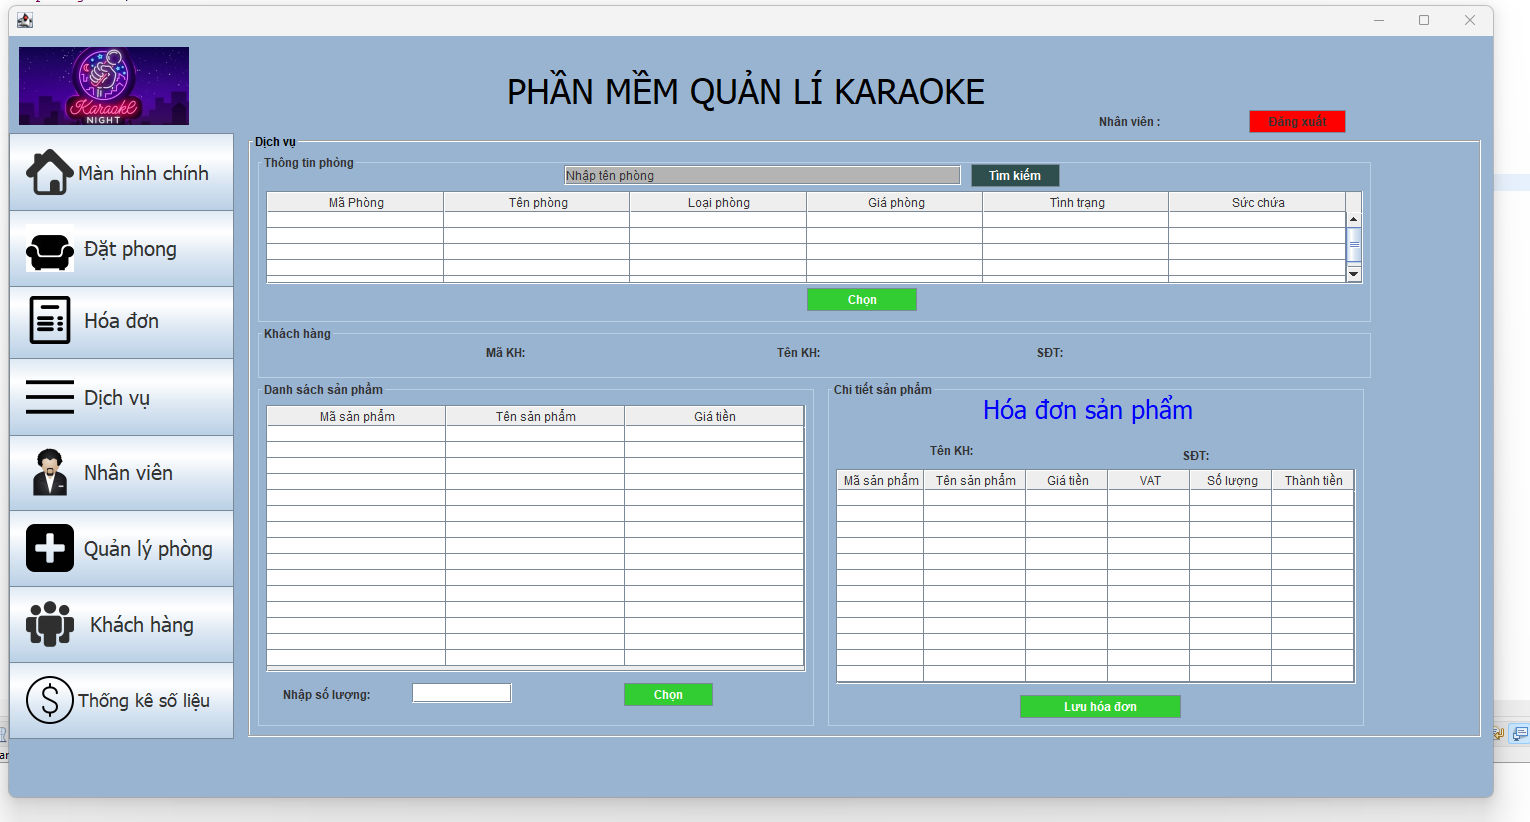 Karaoke
NIGHT
PHẦN MỀM QUẢN LÍ KARAOKE
Nhân viên :
Đăng xuất
Màn hình chính
Đặt phong
Hóa đơn
Dịch vụ
Nhân viên
Quản lý phòng
Khách hàng
Thống kê số liệu
Dịch vụ
Thông tin phỏng
Nhập tên phòng
Tìm kiếm
Mã Phòng Tên phòng Loại phòng Giá phòng Tình trạng Sức chứa
Chọn
Khách hàng
Mã KH: Tên KH: SĐT:
Danh sách sản phẩm
Mã sản phẩm Tên sản phẩm Giá tiền
Nhập số lượng:
Chọn
Chi tiết sản phẩm
Hóa đơn sản phẩm
Tên KH:
SĐT:
Mã sản phẩm Tên sản phẩm Giá tiền VAT Số lượng Thành tiền
Lưu hóa đơn